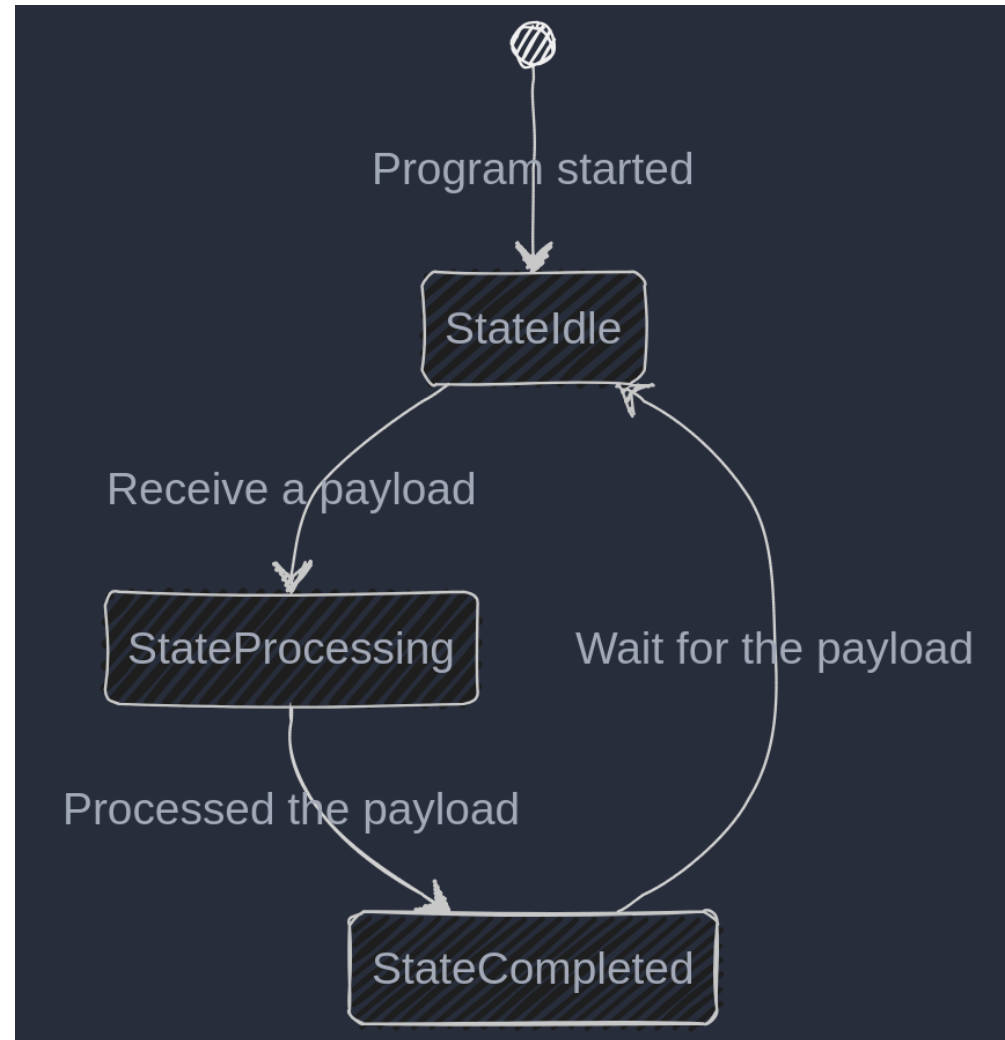 Program started
StateIdle
Receive a payload
StateProcessing
Wait for the payload
Processed the payload
StateCompleted